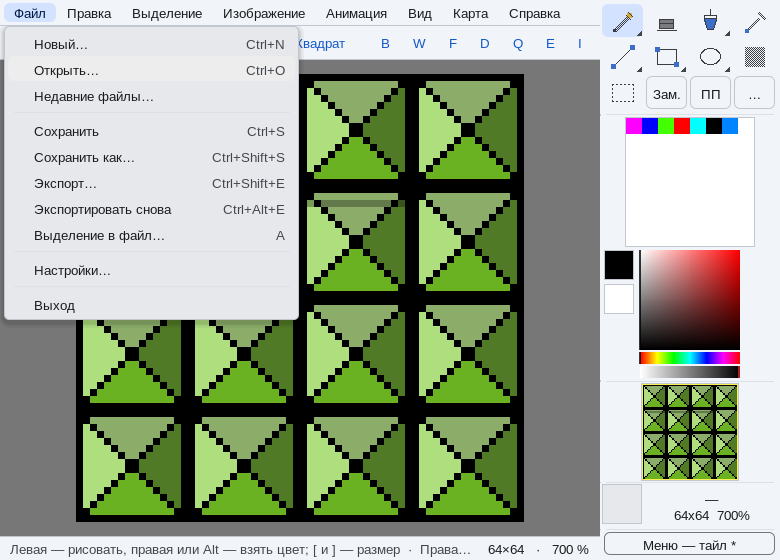 Файл Правка Выделение Изображение Анимация Вид Карта Справка
Квадрат B W F D Q E I
Новый… Ctrl+N
Открыть… Ctrl+O
Недавние файлы…
Сохранить Ctrl+S
Сохранить как… Ctrl+Shift+S
Экспорт… Ctrl+Shift+E
Экспортировать снова Ctrl+Alt+E
Выделение в файл… A
Настройки…
Выход
Зам. ПП …
—
64x64 700%
Левая — рисовать, правая или Alt — взять цвет; [ и ] — размер · Права… 64×64 · 700 %
Меню — тайл *